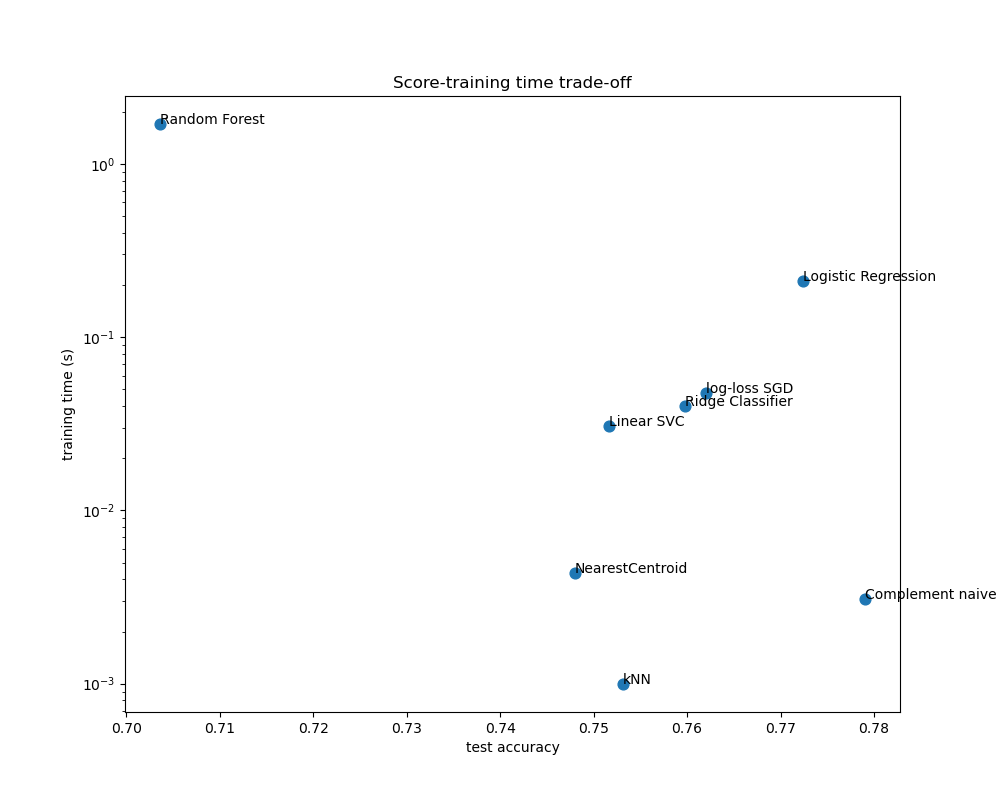 Score-training time trade-off
Random Forest
Logistic Regression
log-loss SGD
Ridge Classifier
Linear SVC
NearestCentroid
Complement naive
kNN
training time (s)
10⁰
10⁻¹
10⁻²
10⁻³
0.70 0.71 0.72 0.73 0.74 0.75 0.76 0.77 0.78
test accuracy